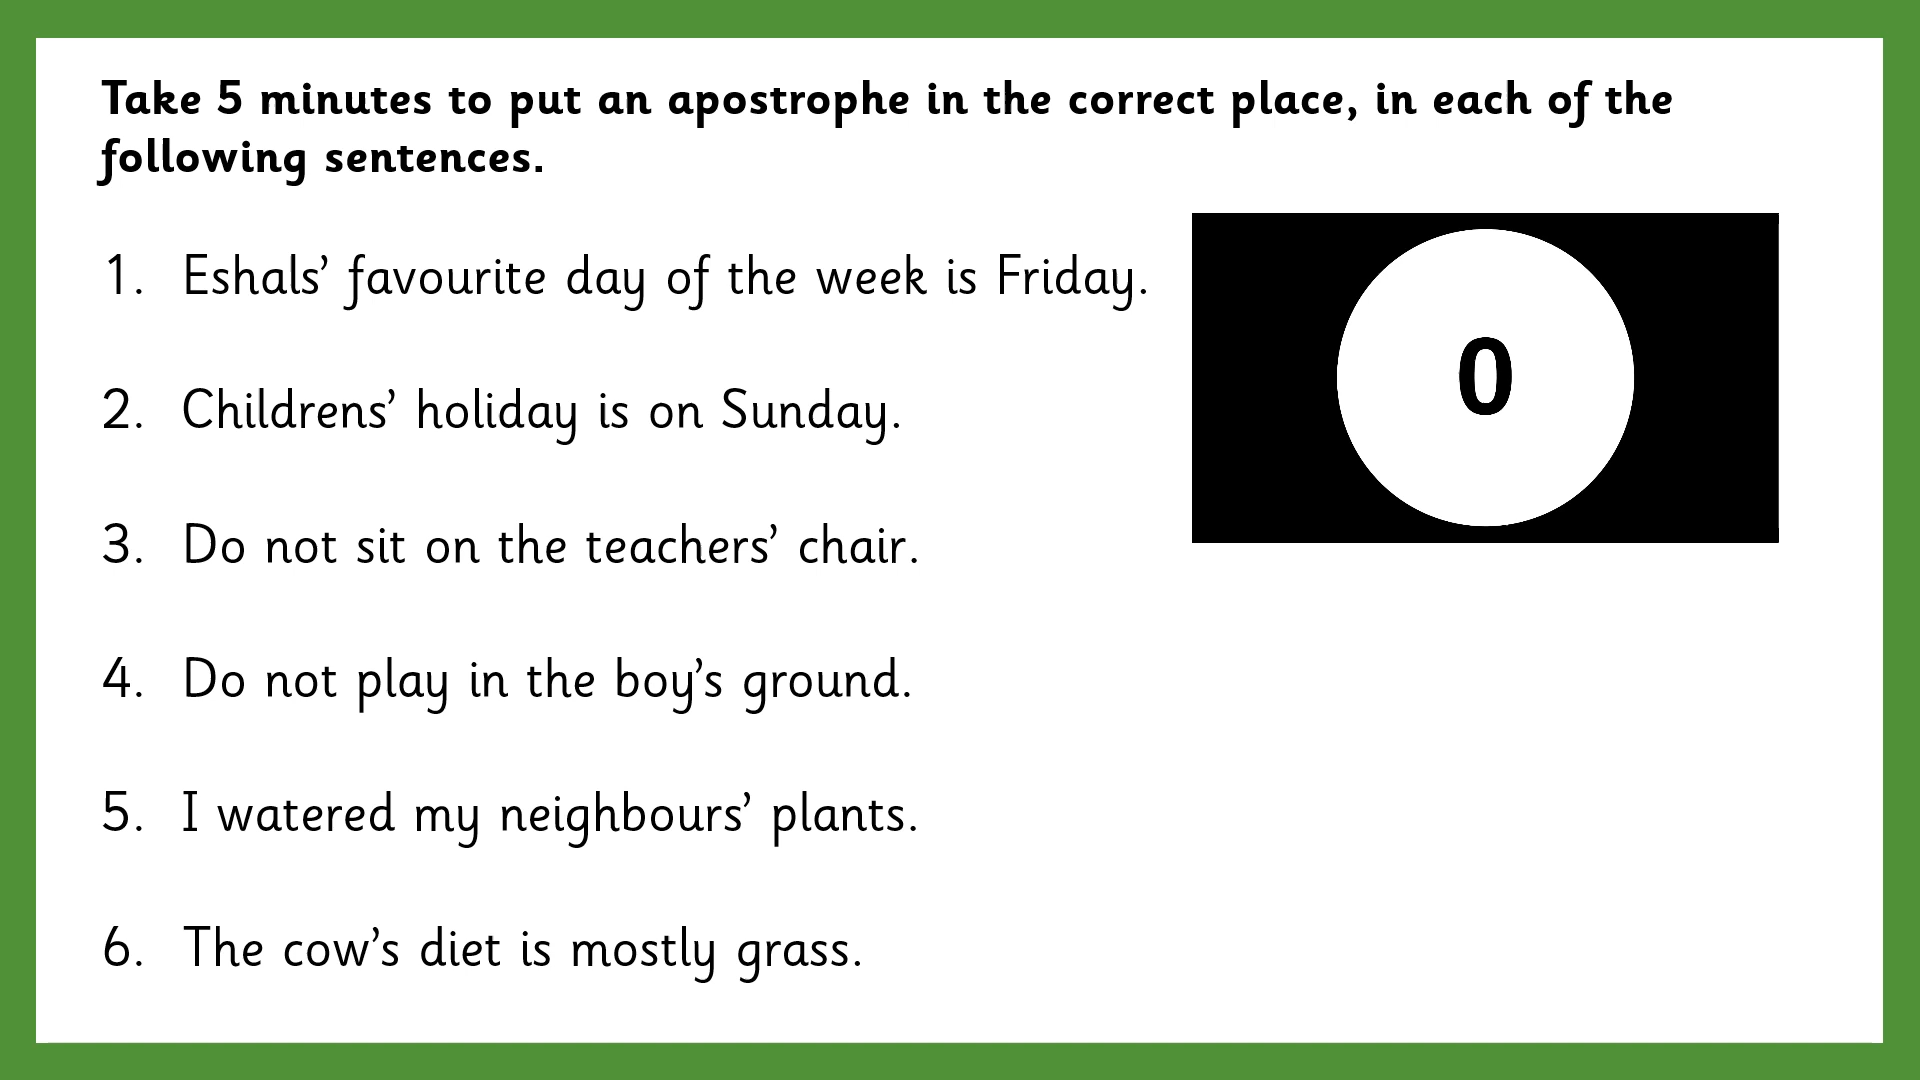 Take 5 minutes to put an apostrophe in the correct place, in each of the
following sentences.
1. Eshals’ favourite day of the week is Friday.
0
2. Childrens’ holiday is on Sunday.
3. Do not sit on the teachers’ chair.
4. Do not play in the boy’s ground.
5. I watered my neighbours’ plants.
6. The cow’s diet is mostly grass.